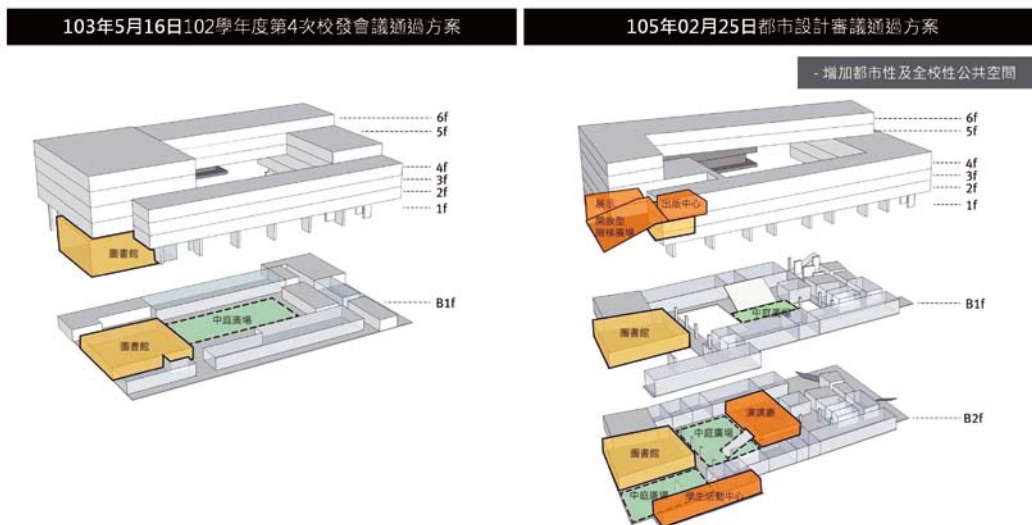 103年5月16日102學年度第4次校發會議通過方案
6f
5f
4f
3f
2f
1f
圖書館
B1f
中庭廣場
圖書館
105年02月25日都市設計審議通過方案
- 增加都市性及全校性公共空間
6f
5f
4f
3f
2f
1f
展示
出版中心
開放型
階梯廣場
B1f
中庭廣場
圖書館
B2f
演講廳
中庭廣場
圖書館
中庭廣場
學生活動中心